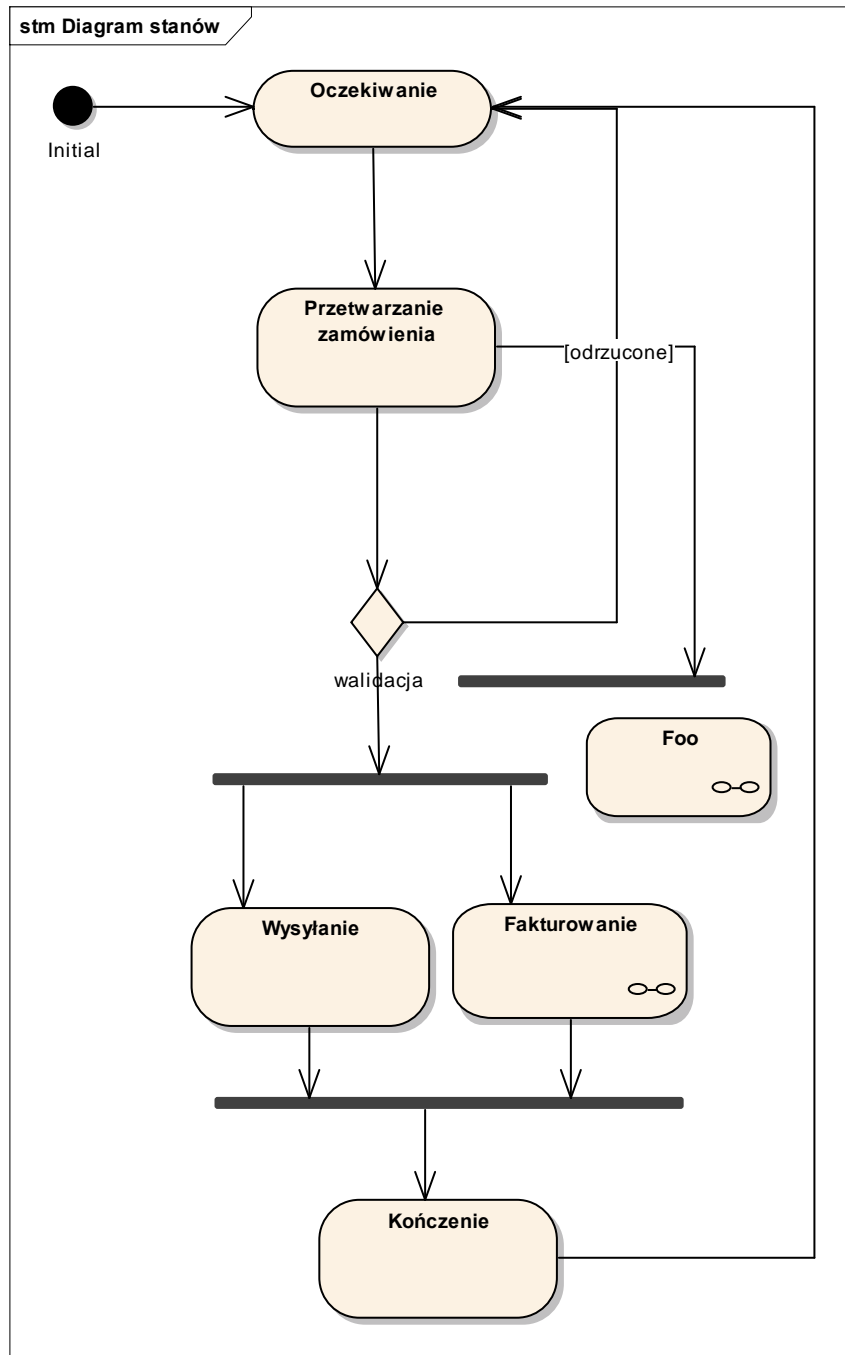 stm Diagram stanów
Oczekiwanie
Initial
Przetwarzanie
zamówienia
[odrzucone]
walidacja
Foo
Wysyłanie
Fakturowanie
Kończenie